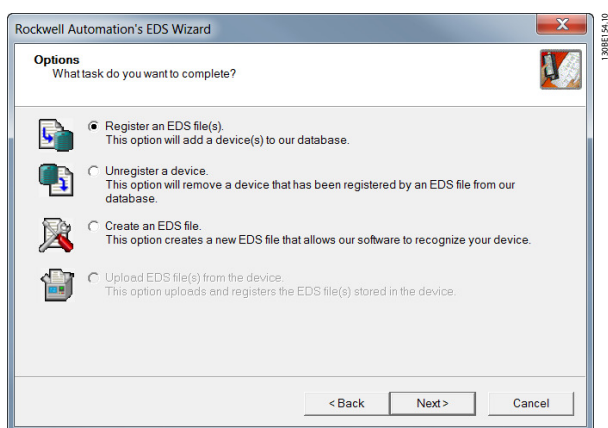 Rockwell Automation's EDS Wizard
130BE154.10
Options
What task do you want to complete?
Register an EDS file(s).
This option will add a device(s) to our database.
Unregister a device.
This option will remove a device that has been registered by an EDS file from our
database.
Create an EDS file.
This option creates a new EDS file that allows our software to recognize your device.
Upload EDS file(s) from the device.
This option uploads and registers the EDS file(s) stored in the device.
< Back
Next >
Cancel